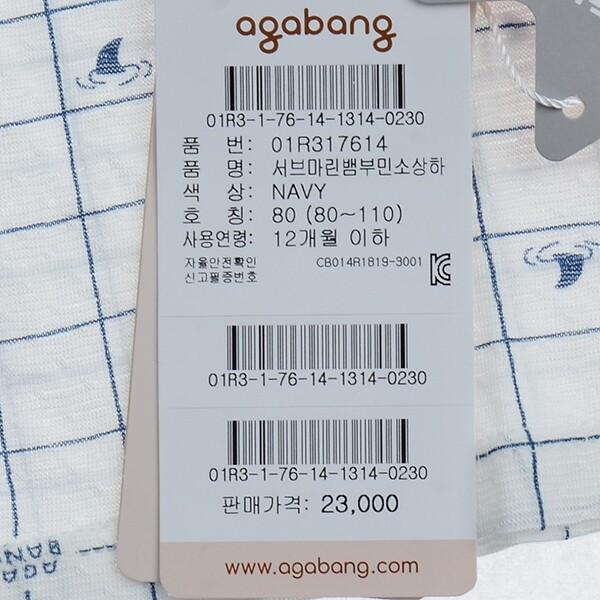 agabang
01R3-1-76-14-1314-0230
품 번: 01R317614
품 명: 서브마린뱀부민소상하
색 상: NAVY
호 칭: 80 (80~110)
사용연령: 12개월 이하
자율안전확인
신고필증번호 CB014R1819-3001
01R3-1-76-14-1314-0230
01R3-1-76-14-1314-0230
판매가격: 23,000
www.agabang.com